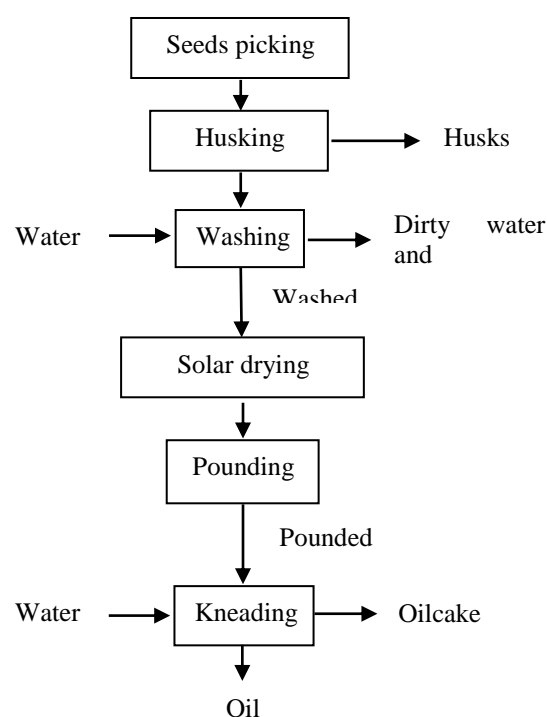 Seeds picking
Husking
Husks
Water
Washing
Dirty water
and
Washed
Solar drying
Pounding
Pounded
Water
Kneading
Oilcake
Oil